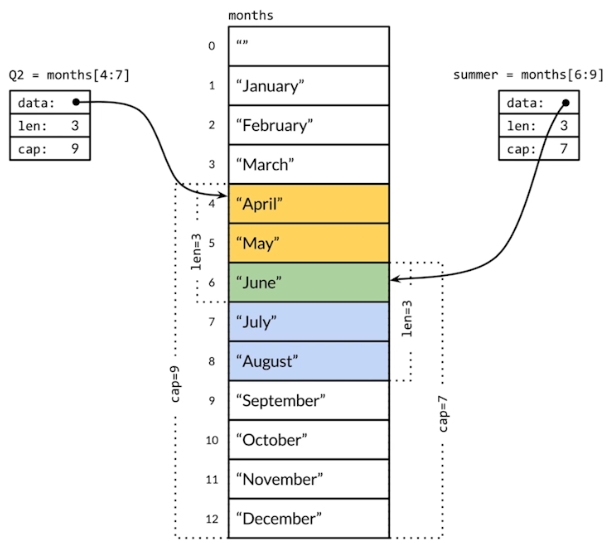 months
Q2 = months[4:7]
data:
len: 3
cap: 9
summer = months[6:9]
data:
len: 3
cap: 7
0 “”
1 “January”
2 “February”
3 “March”
4 “April”
5 “May”
6 “June”
7 “July”
8 “August”
9 “September”
10 “October”
11 “November”
12 “December”
len=3
cap=9
len=3
cap=7